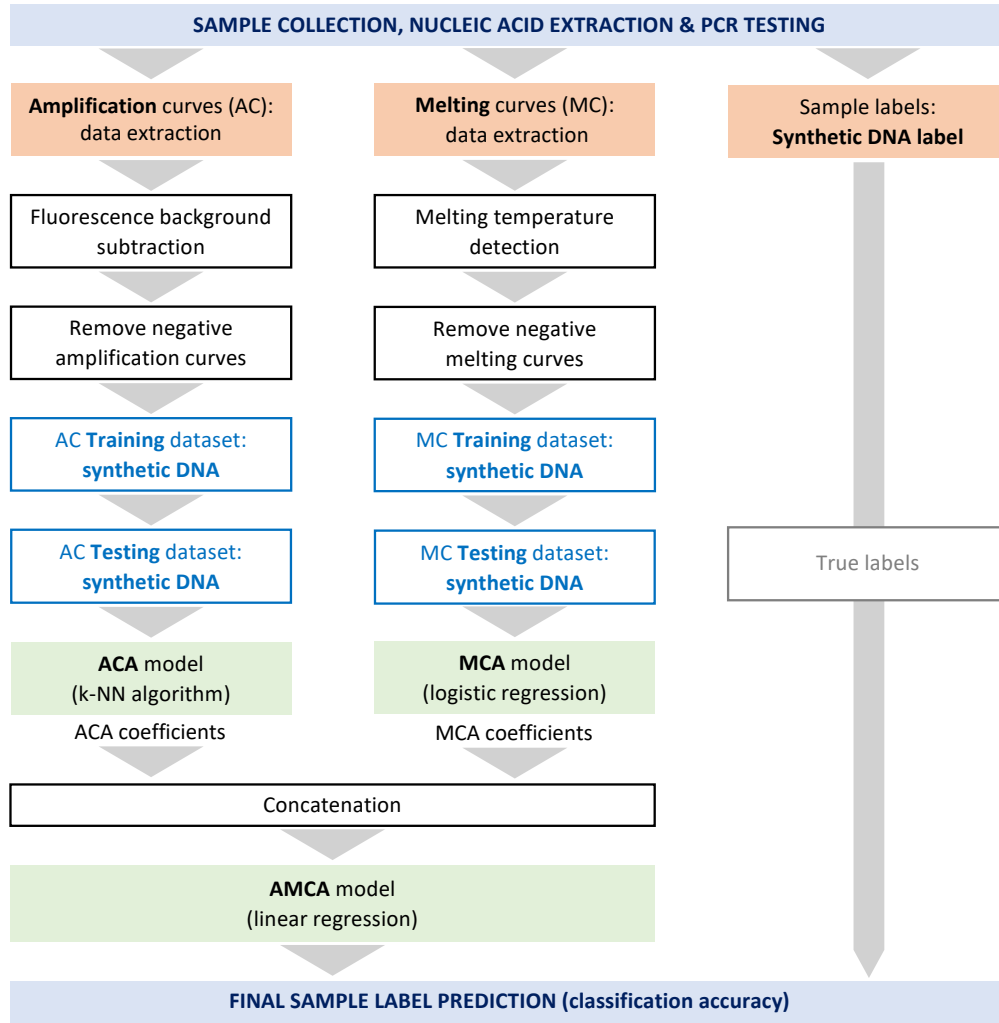 SAMPLE COLLECTION, NUCLEIC ACID EXTRACTION & PCR TESTING
Amplification curves (AC):
data extraction
Melting curves (MC):
data extraction
Sample labels:
Synthetic DNA label
Fluorescence background
subtraction
Melting temperature
detection
Remove negative
amplification curves
Remove negative
melting curves
AC Training dataset:
synthetic DNA
MC Training dataset:
synthetic DNA
AC Testing dataset:
synthetic DNA
MC Testing dataset:
synthetic DNA
True labels
ACA model
(k-NN algorithm)
MCA model
(logistic regression)
ACA coefficients
MCA coefficients
Concatenation
AMCA model
(linear regression)
FINAL SAMPLE LABEL PREDICTION (classification accuracy)